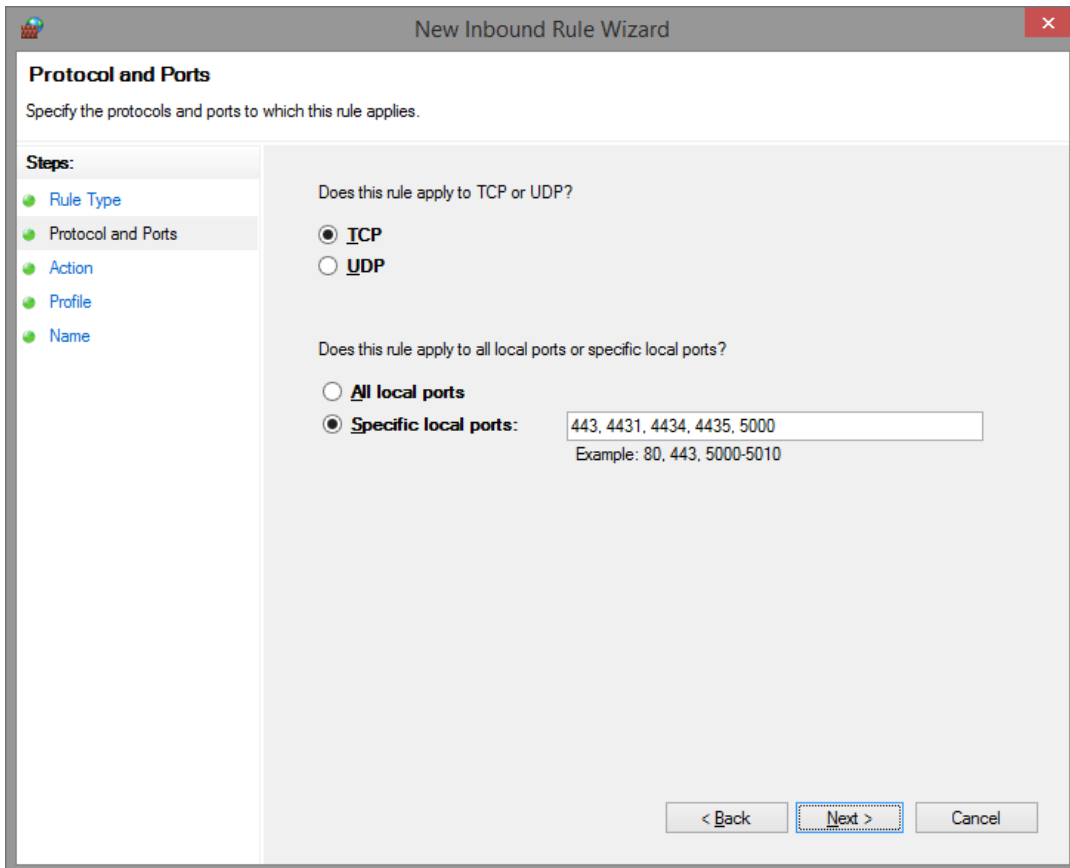 New Inbound Rule Wizard
Protocol and Ports
Specify the protocols and ports to which this rule applies.
Steps:
Rule Type
Protocol and Ports
Action
Profile
Name
Does this rule apply to TCP or UDP?
TCP
UDP
Does this rule apply to all local ports or specific local ports?
All local ports
Specific local ports: 443, 4431, 4434, 4435, 5000
Example: 80, 443, 5000-5010
< Back Next > Cancel